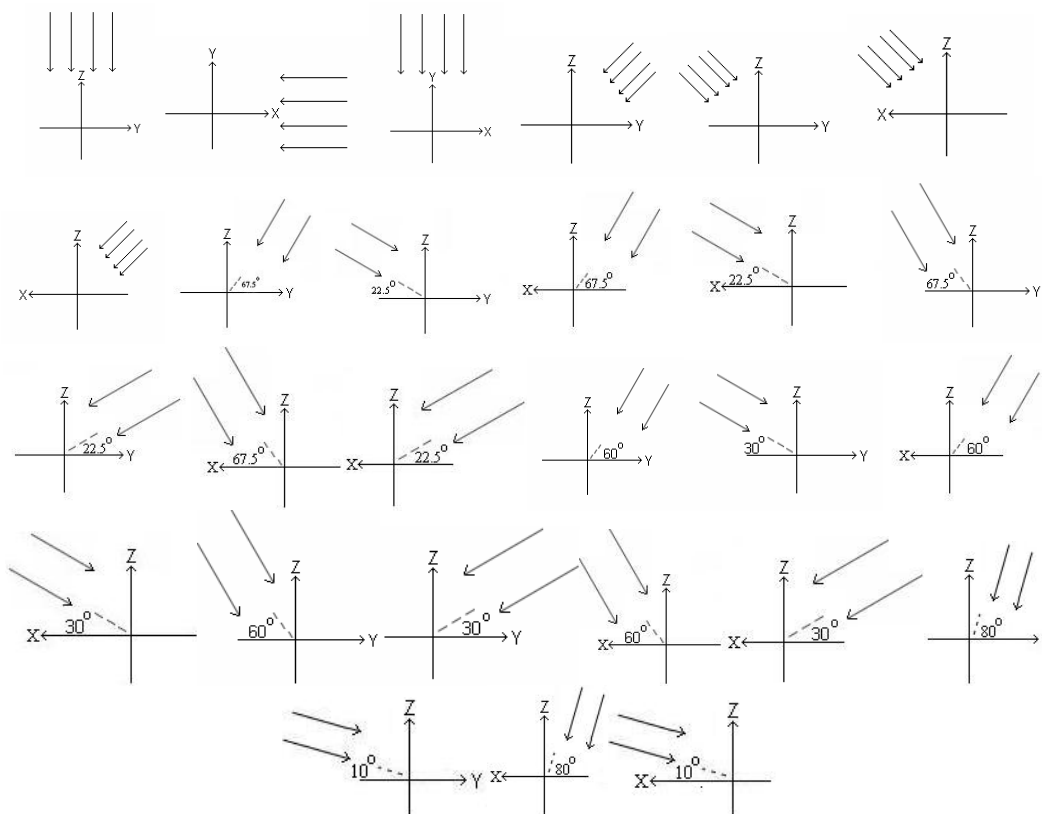 Z Y
Y X
Y X
Z Y
Z Y
Z X
Z X
Z 67.5° Y
Z 22.5° Y
Z X 67.5°
Z X 22.5°
Z 67.5° Y
Z 22.5° Y
Z X 67.5°
Z X 22.5°
Z 60° Y
Z 30° Y
Z X 60°
Z X 30°
Z 60° Y
Z 30° Y
Z X 60°
Z X 30°
Z 80°
Z 10° Y
Z X 80°
Z X 10°